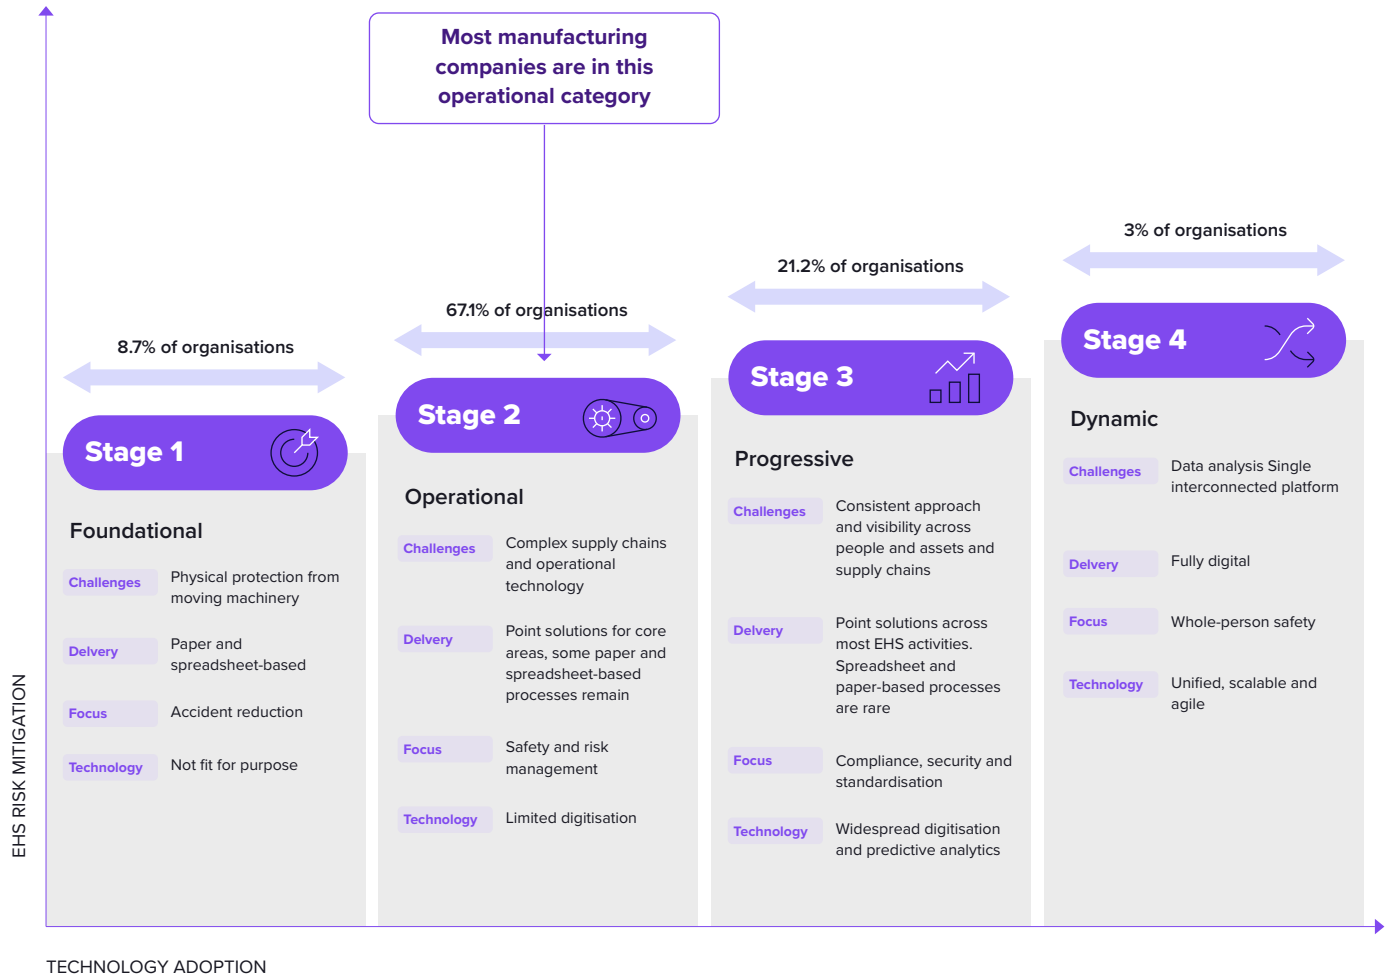 Most manufacturing
companies are in this
operational category
8.7% of organisations
Stage 1
Foundational
Challenges
Physical protection from
moving machinery
Delvery
Paper and
spreadsheet-based
Focus
Accident reduction
Technology
Not fit for purpose
67.1% of organisations
Stage 2
Operational
Challenges
Complex supply chains
and operational
technology
Delvery
Point solutions for core
areas, some paper and
spreadsheet-based
processes remain
Focus
Safety and risk
management
Technology
Limited digitisation
21.2% of organisations
Stage 3
Progressive
Challenges
Consistent approach
and visibility across
people and assets and
supply chains
Delvery
Point solutions across
most EHS activities.
Spreadsheet and
paper-based processes
are rare
Focus
Compliance, security and
standardisation
Technology
Widespread digitisation
and predictive analytics
3% of organisations
Stage 4
Dynamic
Challenges
Data analysis Single
interconnected platform
Delvery
Fully digital
Focus
Whole-person safety
Technology
Unified, scalable and
agile
EHS RISK MITIGATION
TECHNOLOGY ADOPTION